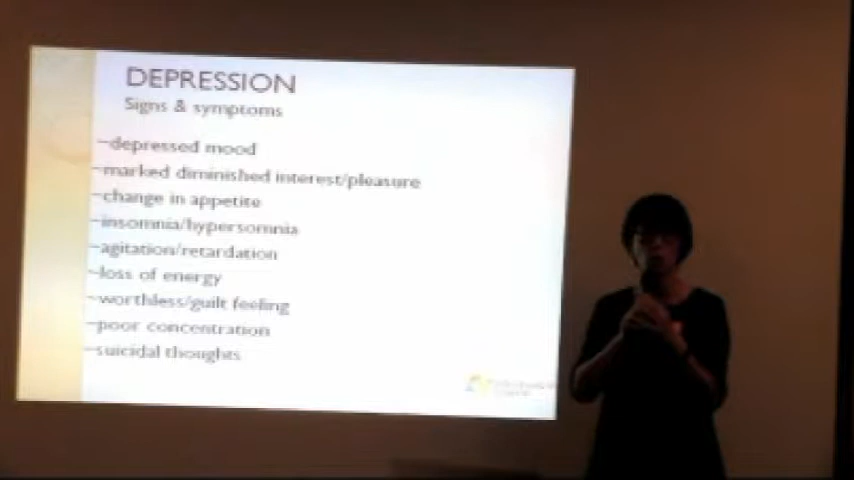 DEPRESSION
Signs & symptoms
~depressed mood
~marked diminished interest/pleasure
~change in appetite
~insomnia/hypersomnia
~agitation/retardation
~loss of energy
~worthless/guilt feeling
~poor concentration
~suicidal thoughts